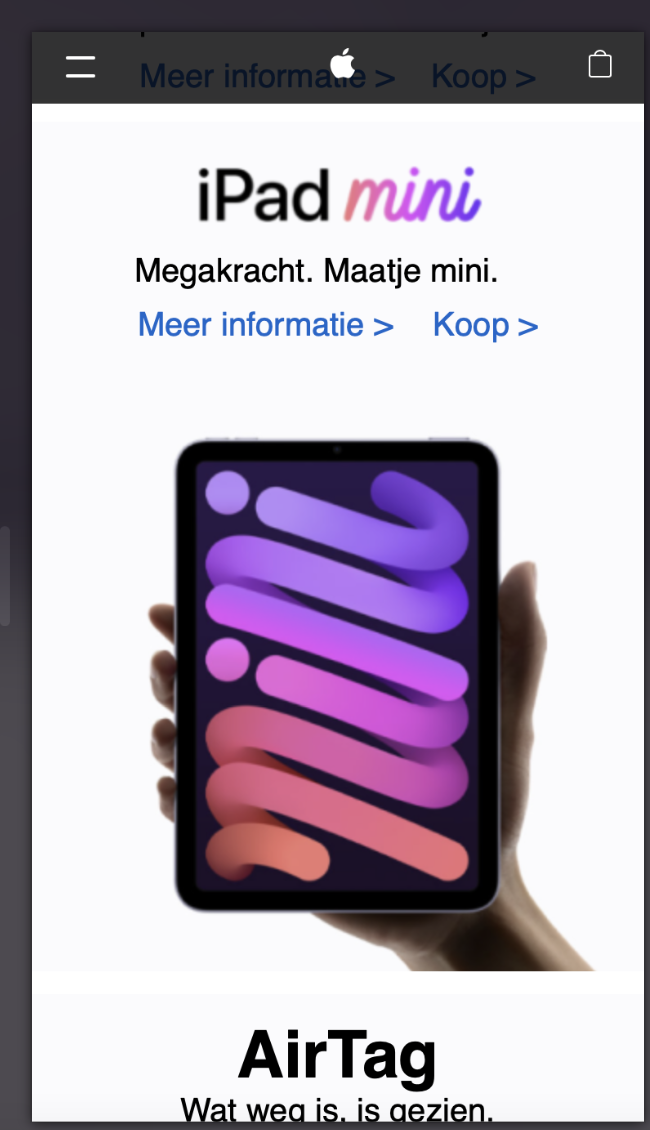 Meer informatie > Koop >
iPad mini
Megakracht. Maatje mini.
Meer informatie > Koop >
AirTag
Wat weg is, is gezien.